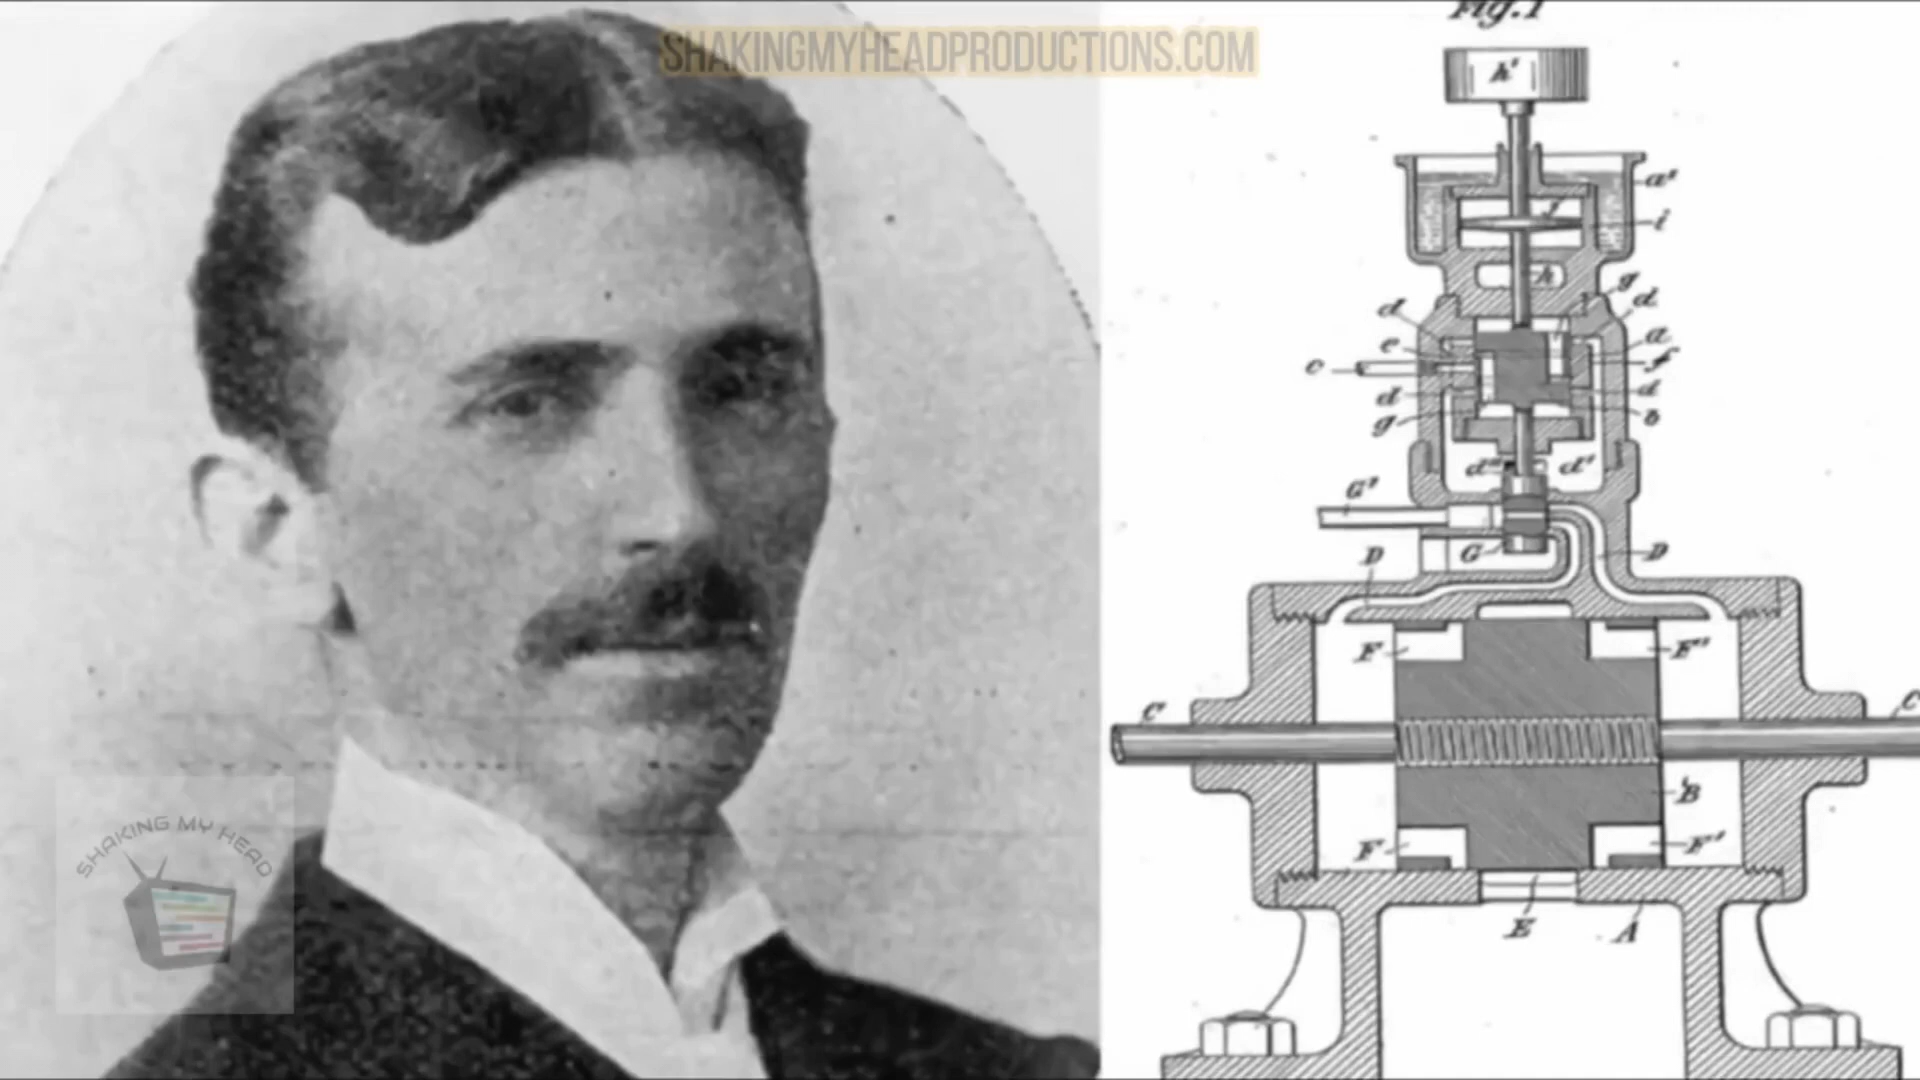 SHAKINGMYHEADPRODUCTIONS.COM
Fig.1
h'
a'
i
h
g
d
d
a
e
f
c
d
d
b
g
d''
d'
G'
G
D
D
F
F''
C
C
B
F'
F''
E
A
SHAKING MY HEAD